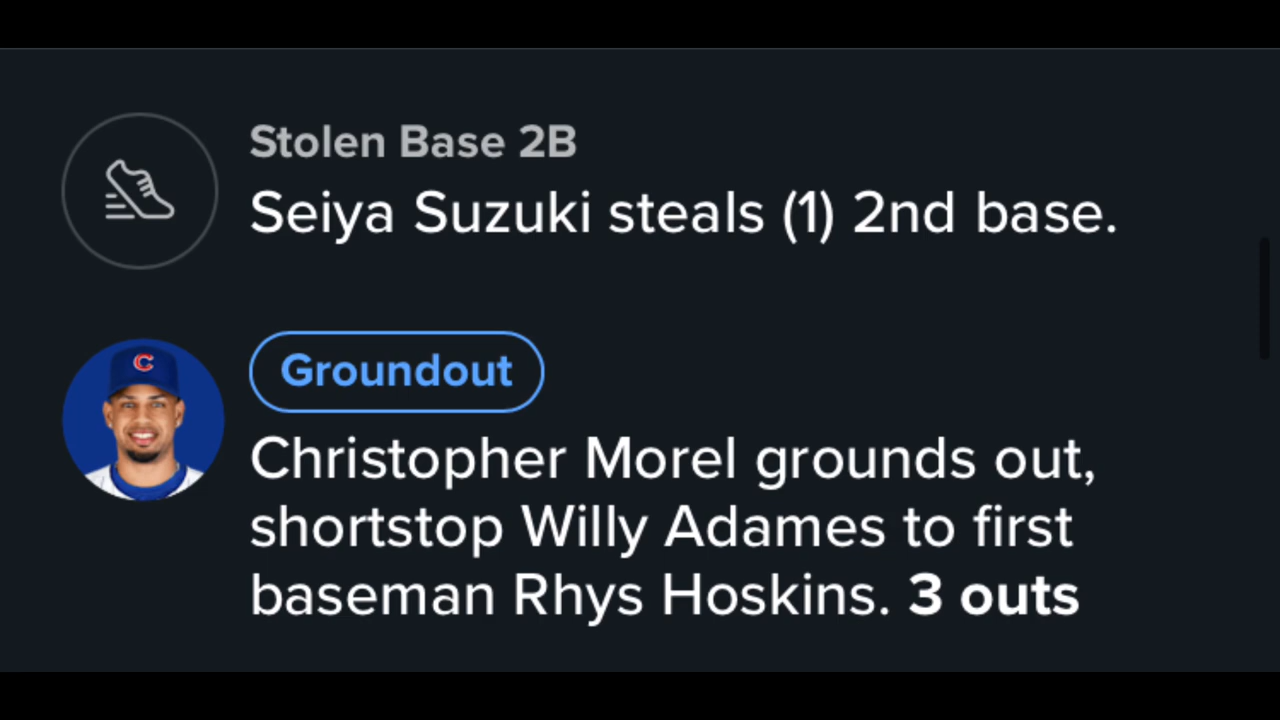 Stolen Base 2B
Seiya Suzuki steals (1) 2nd base.
C
Groundout
Christopher Morel grounds out,
shortstop Willy Adames to first
baseman Rhys Hoskins. 3 outs